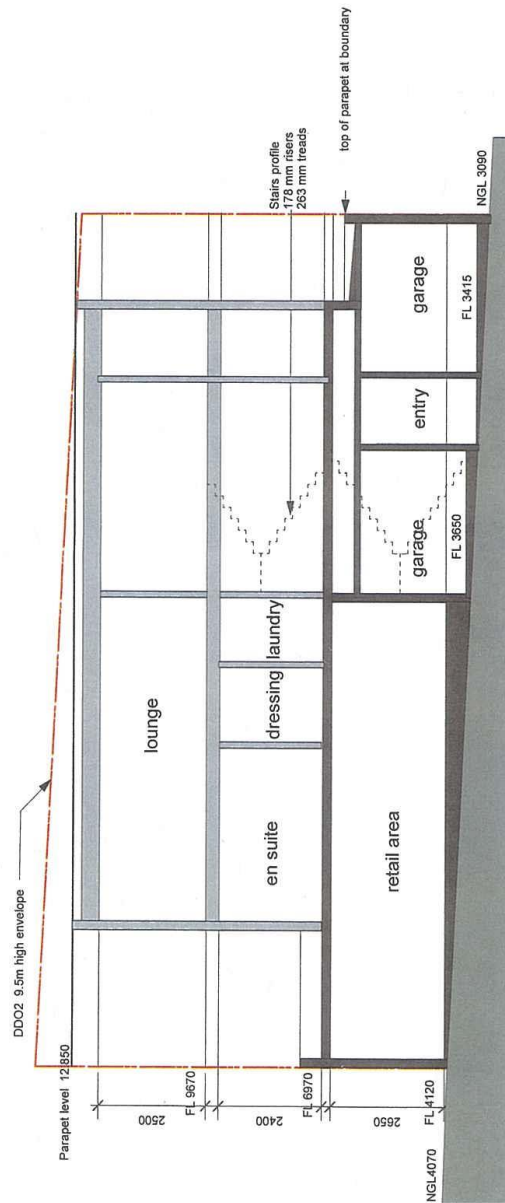 DDO2 9.5m high envelope
Parapet level 12.850
2500
FL 9670
2400
FL 6970
2650
FL 4120
NGL4070
lounge
en suite
dressing
laundry
retail area
garage
FL 3650
entry
garage
FL 3415
Stairs profile
178 mm risers
263 mm treads
top of parapet at boundary
NGL 3090